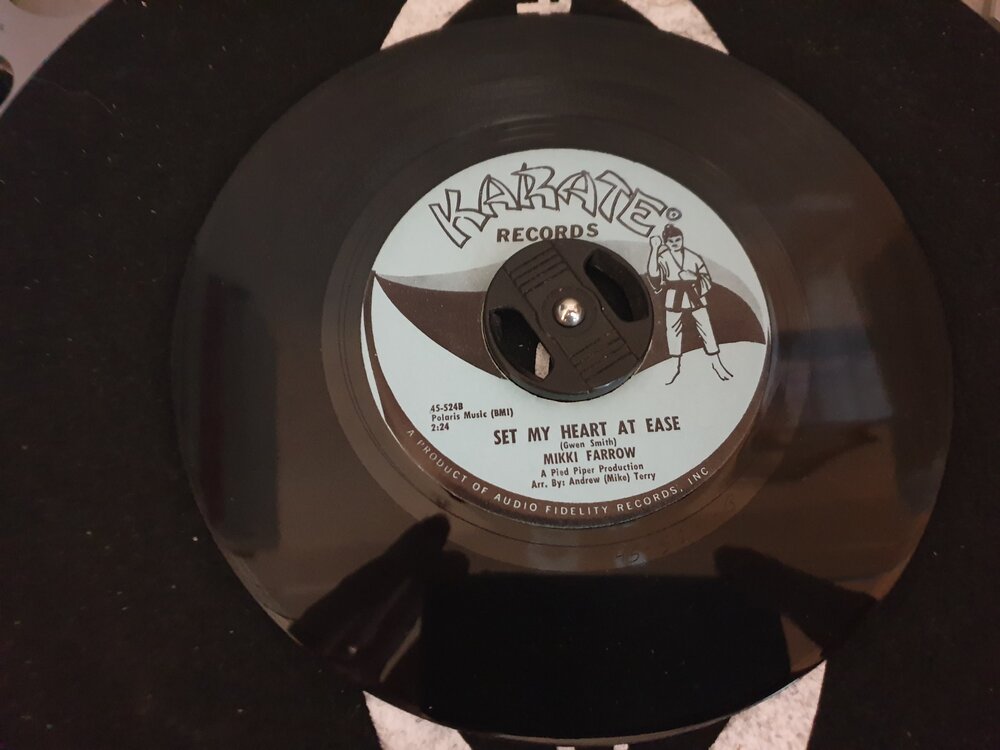 KARATE
RECORDS
45-524B
Polaris Music (BMI)
2:24
SET MY HEART AT EASE
(Gwen Smith)
MIKKI FARROW
A Pied Piper Production
Arr. By: Andrew (Mike) Terry
A PRODUCT OF AUDIO FIDELITY RECORDS, INC